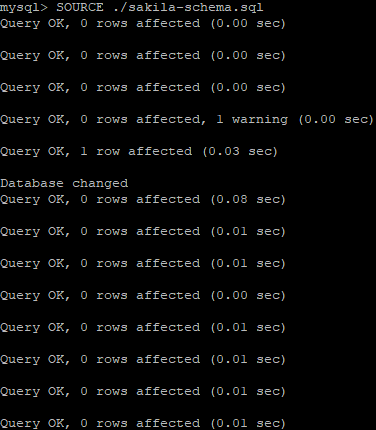 mysql> SOURCE ./sakila-schema.sql
Query OK, 0 rows affected (0.00 sec)
Query OK, 0 rows affected (0.00 sec)
Query OK, 0 rows affected (0.00 sec)
Query OK, 0 rows affected, 1 warning (0.00 sec)
Query OK, 1 row affected (0.03 sec)
Database changed
Query OK, 0 rows affected (0.08 sec)
Query OK, 0 rows affected (0.01 sec)
Query OK, 0 rows affected (0.01 sec)
Query OK, 0 rows affected (0.00 sec)
Query OK, 0 rows affected (0.01 sec)
Query OK, 0 rows affected (0.01 sec)
Query OK, 0 rows affected (0.01 sec)
Query OK, 0 rows affected (0.01 sec)